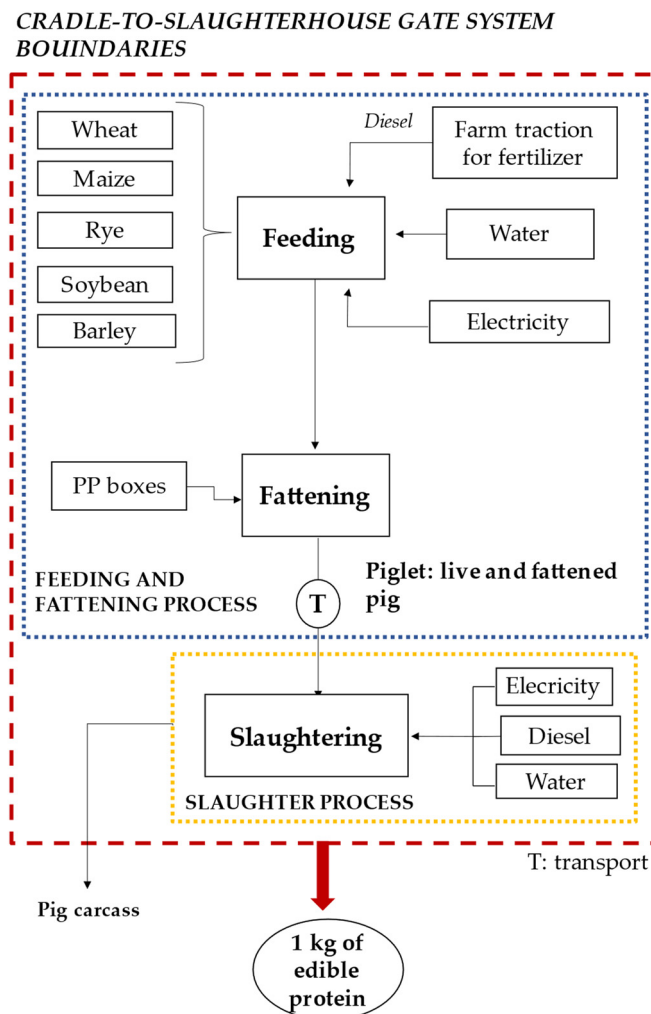 CRADLE-TO-SLAUGHTERHOUSE GATE SYSTEM
BOUINDARIES
Wheat
Maize
Rye
Soybean
Barley
Diesel
Farm traction
for fertilizer
Feeding
Water
Electricity
PP boxes
Fattening
FEEDING AND
FATTENING PROCESS
T
Piglet: live and fattened
pig
Slaughtering
Elecricity
Diesel
Water
SLAUGHTER PROCESS
T: transport
Pig carcass
1 kg of
edible
protein